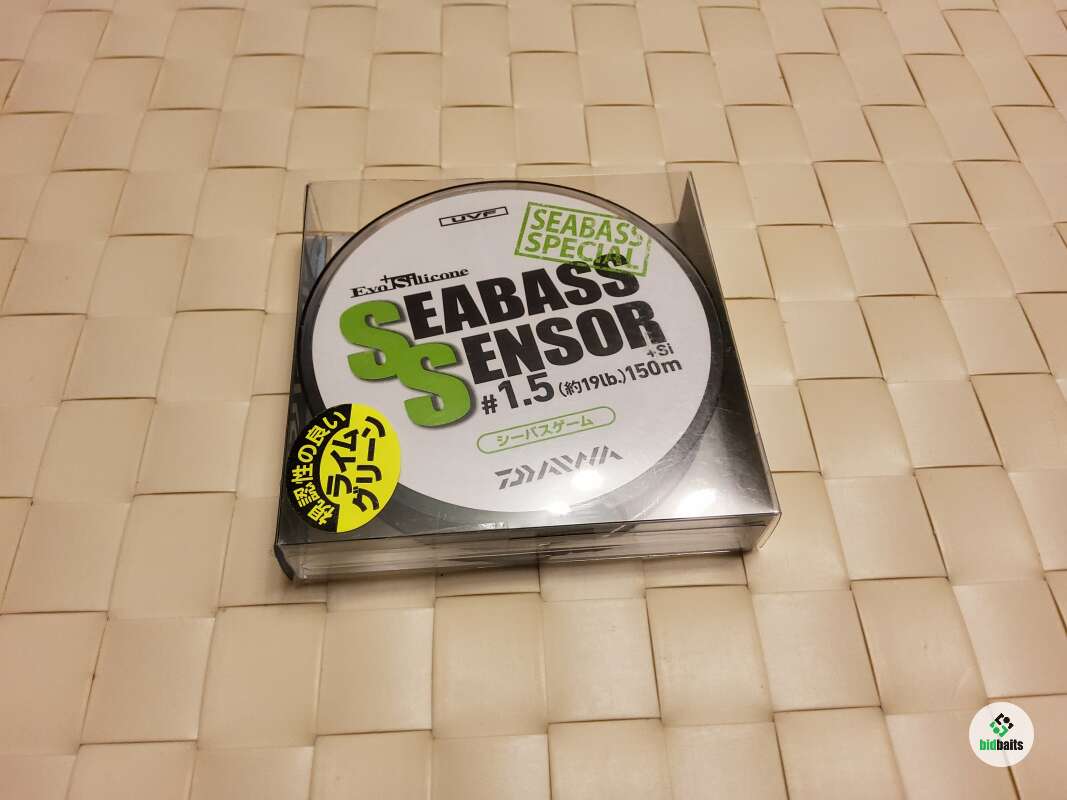 UVF
SEABASS
SPECIAL
Evo+Silicone
SEABASS
SENSOR
+Si
#1.5 (約19lb.) 150m
シーバスゲーム
DAIWA
視認性の良い
ライム
グリーン
bidbaits